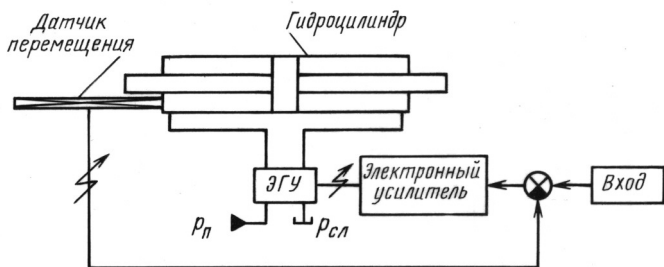 Датчик
перемещения
Гидроцилиндр
ЭГУ
Электронный
усилитель
Вход
Pп
Pсл